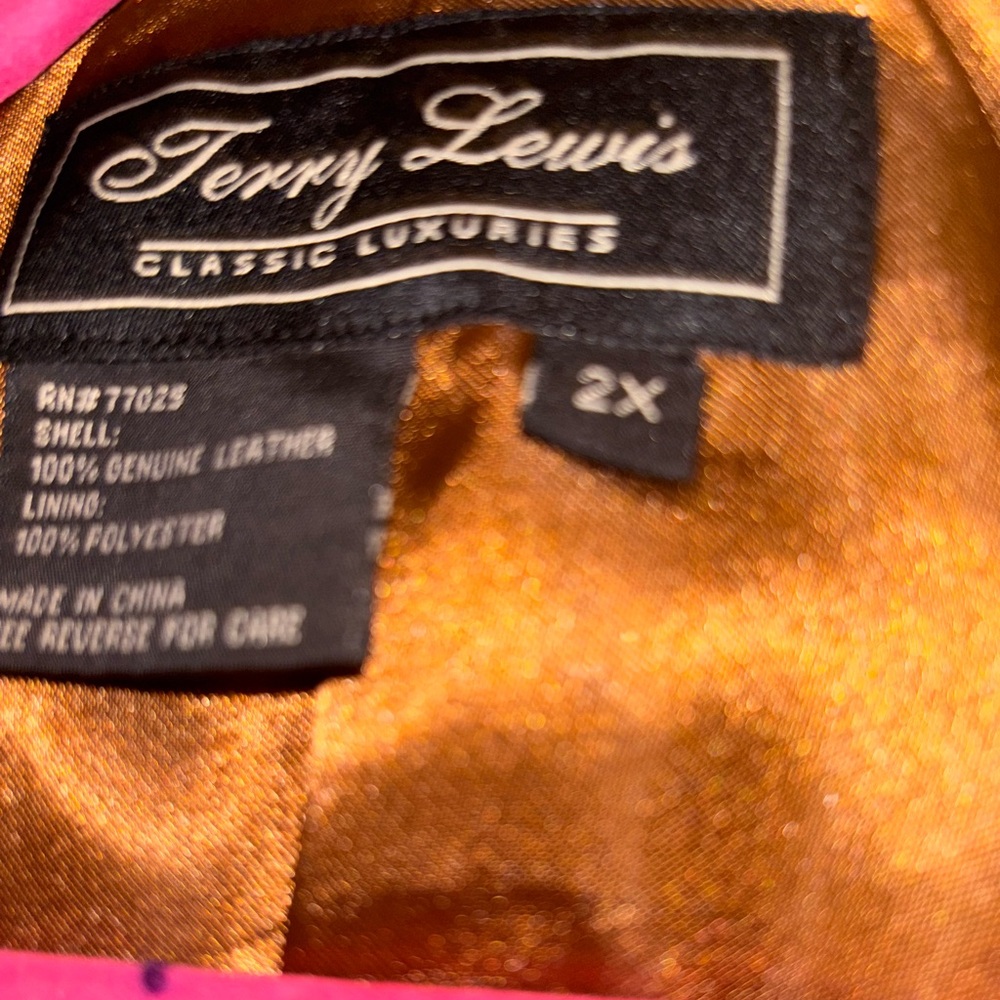 Terry Lewis
CLASSIC LUXURIES
2X
RN# 77025
SHELL:
100% GENUINE LEATHER
LINING:
100% POLYESTER
MADE IN CHINA
EE REVERSE FOR CARE